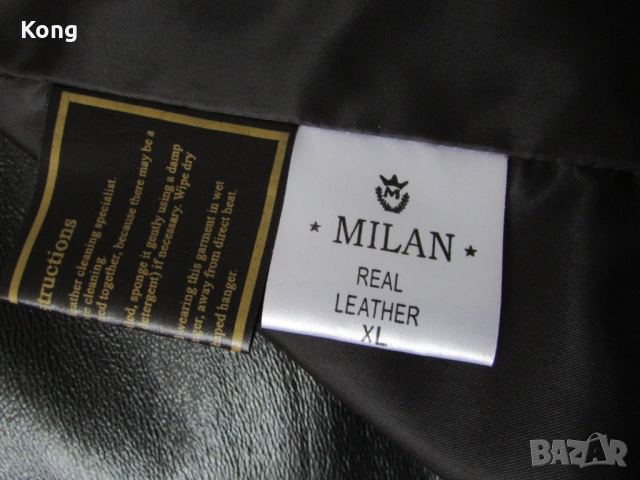 Kong
structions
eather cleaning specialist.
e cleaning.
ed together, because there may be a
ed, sponge it gently using a damp
ntergent) if necessary. Wipe dry
wearing this garment in wet
ger, away from direct heat.
aped hanger.
M
★ MILAN ★
REAL
LEATHER
XL
BAZAR